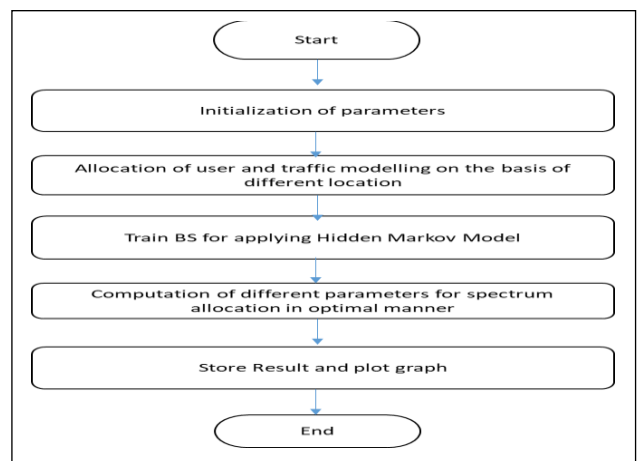 Start
Initialization of parameters
Allocation of user and traffic modelling on the basis of
different location
Train BS for applying Hidden Markov Model
Computation of different parameters for spectrum
allocation in optimal manner
Store Result and plot graph
End